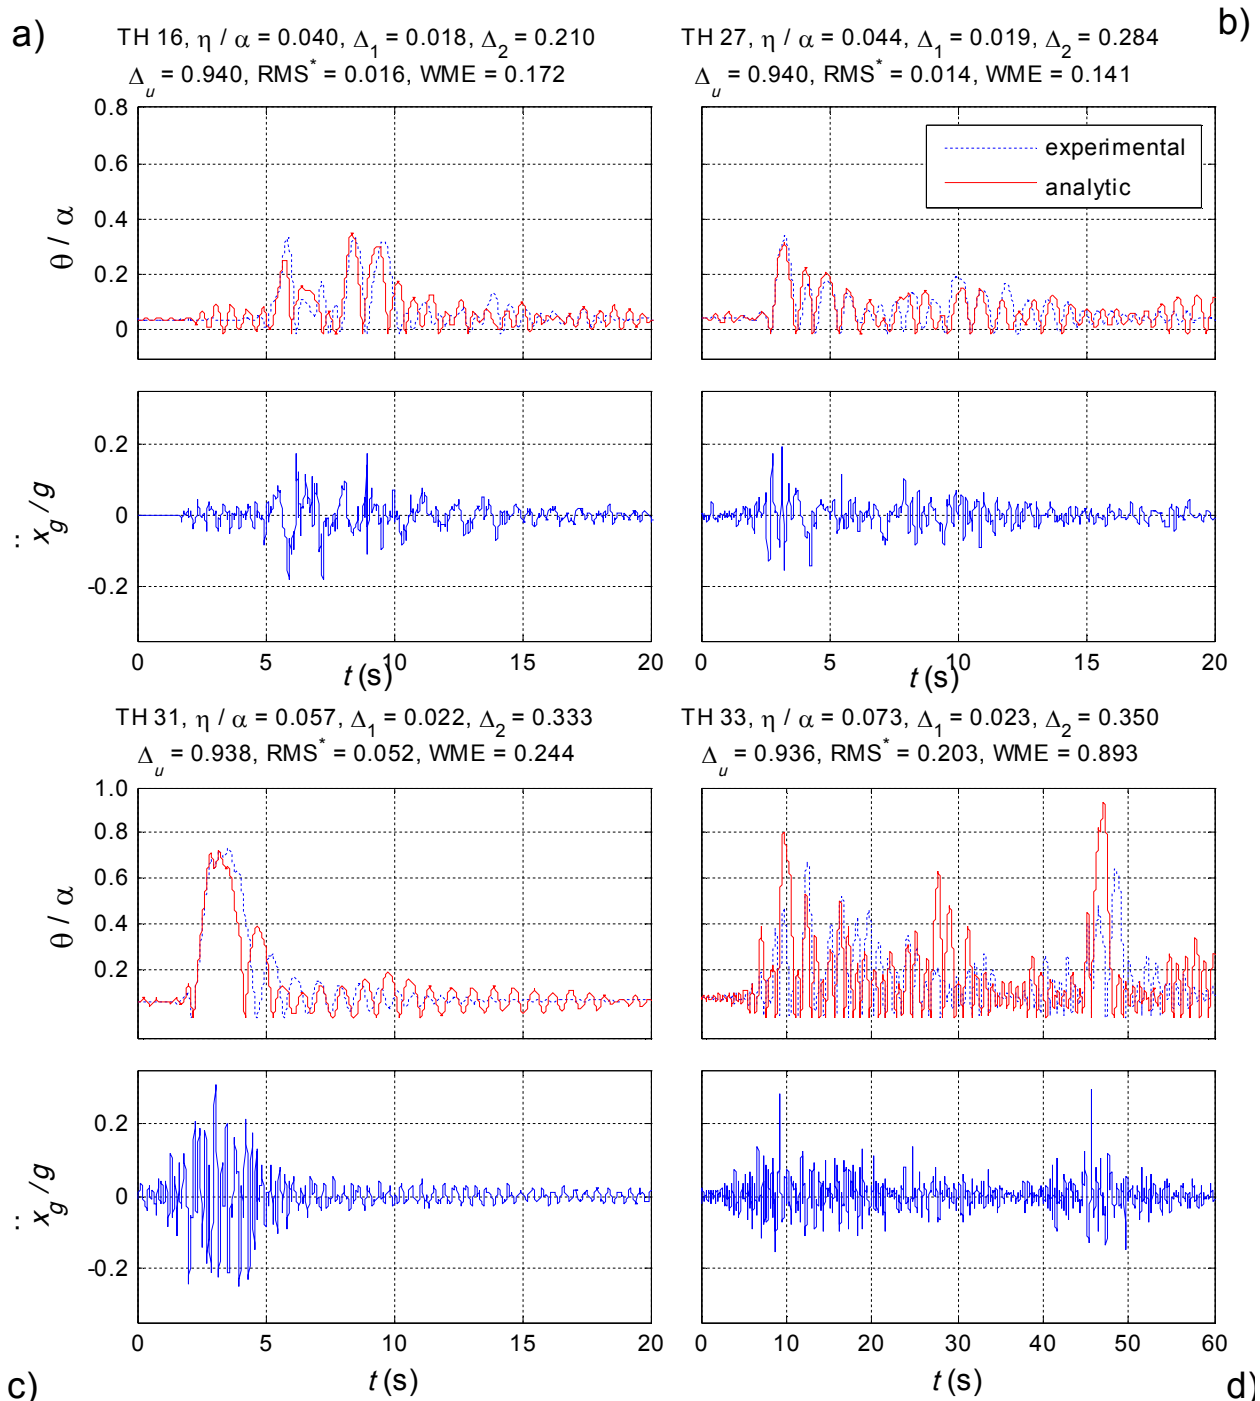 a)
TH 16, η / α = 0.040, Δ1 = 0.018, Δ2 = 0.210
Δu = 0.940, RMS* = 0.016, WME = 0.172
b)
TH 27, η / α = 0.044, Δ1 = 0.019, Δ2 = 0.284
Δu = 0.940, RMS* = 0.014, WME = 0.141
0.8
0.6
0.4
0.2
0
θ / α
experimental
analytic
0.2
0
-0.2
ẍg/g
0 5 10 15 20
t (s)
0 5 10 15 20
t (s)
TH 31, η / α = 0.057, Δ1 = 0.022, Δ2 = 0.333
Δu = 0.938, RMS* = 0.052, WME = 0.244
TH 33, η / α = 0.073, Δ1 = 0.023, Δ2 = 0.350
Δu = 0.936, RMS* = 0.203, WME = 0.893
1.0
0.8
0.6
0.4
0.2
θ / α
0.2
0
-0.2
ẍg/g
0 5 10 15 20
t (s)
0 10 20 30 40 50 60
t (s)
c)
d)